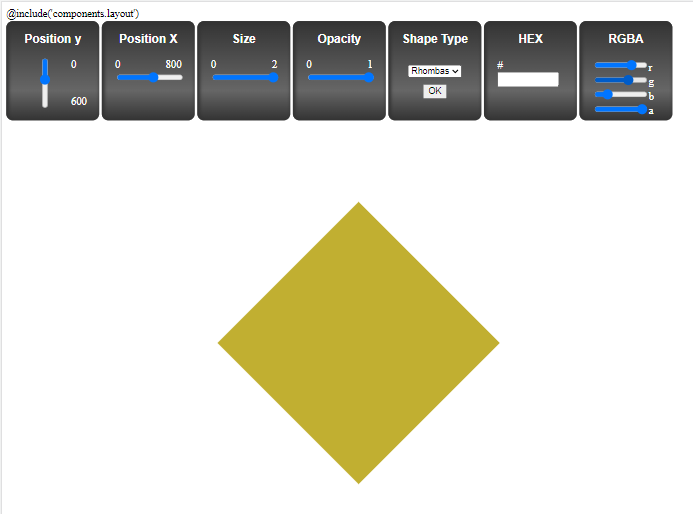 @include('components.layout')
Position y
0
600
Position X
0 800
Size
0 2
Opacity
0 1
Shape Type
Rhombas
OK
HEX
#
RGBA
r
g
b
a